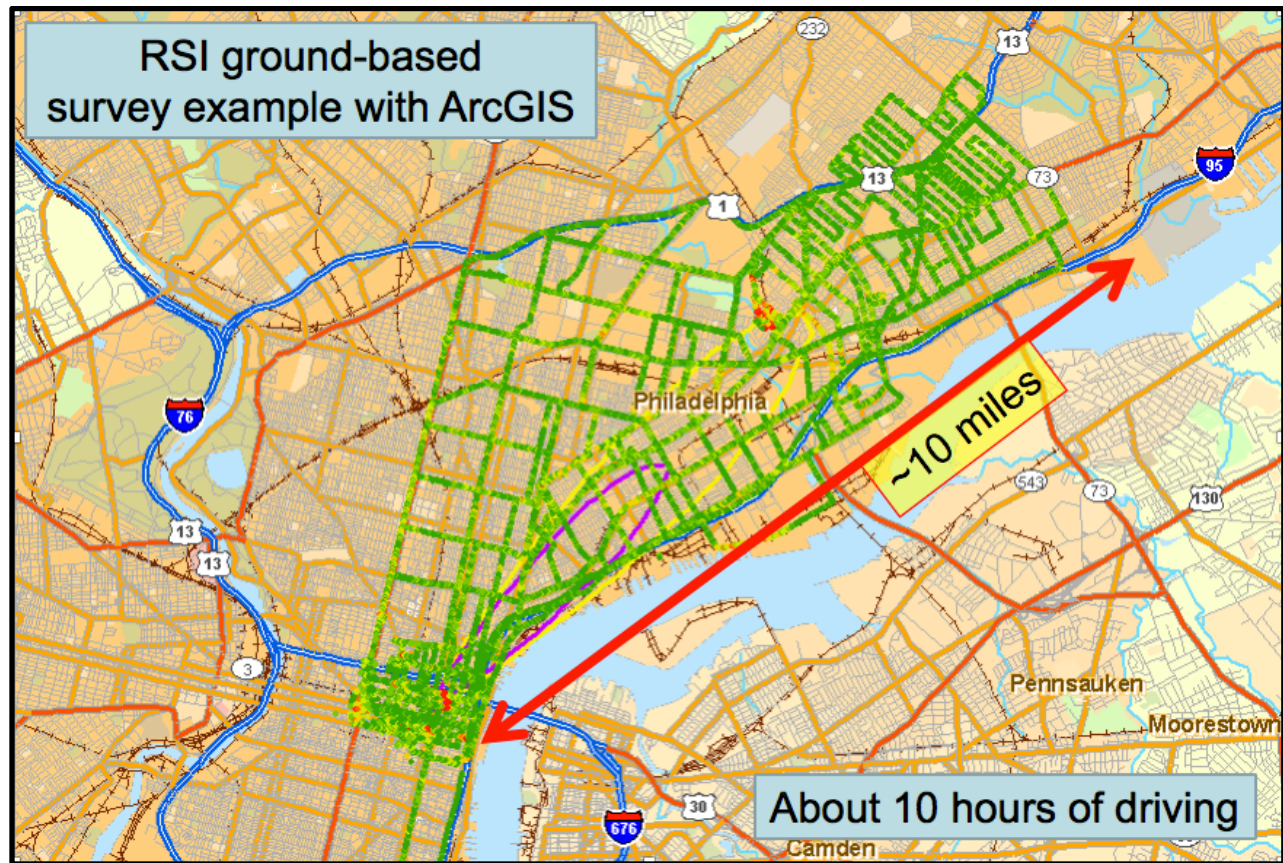 RSI ground-based
survey example with ArcGIS
232
13
95
73
13
1
Philadelphia
76
~10 miles
543
73
130
13
13
3
Pennsauken
Moorestown
30
676
About 10 hours of driving
Camden